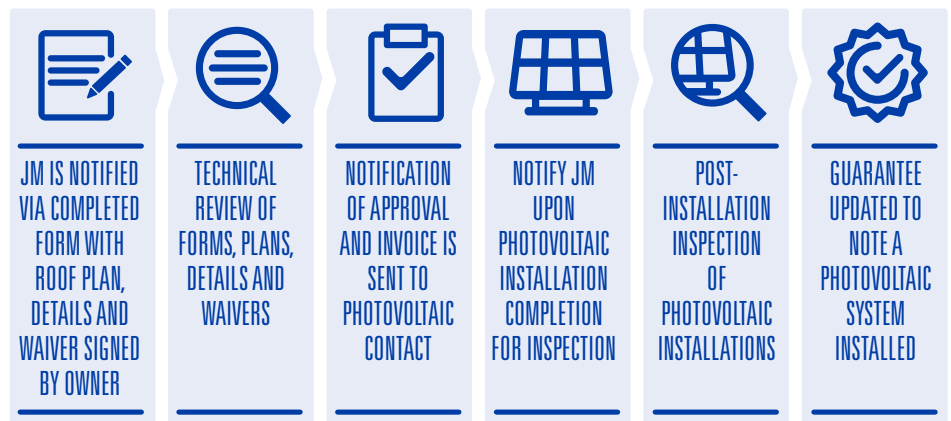 JM IS NOTIFIED
VIA COMPLETED
FORM WITH
ROOF PLAN,
DETAILS AND
WAIVER SIGNED
BY OWNER
TECHNICAL
REVIEW OF
FORMS, PLANS,
DETAILS AND
WAIVERS
NOTIFICATION
OF APPROVAL
AND INVOICE IS
SENT TO
PHOTOVOLTAIC
CONTACT
NOTIFY JM
UPON
PHOTOVOLTAIC
INSTALLATION
COMPLETION
FOR INSPECTION
POST-
INSTALLATION
INSPECTION
OF
PHOTOVOLTAIC
INSTALLATIONS
GUARANTEE
UPDATED TO
NOTE A
PHOTOVOLTAIC
SYSTEM
INSTALLED